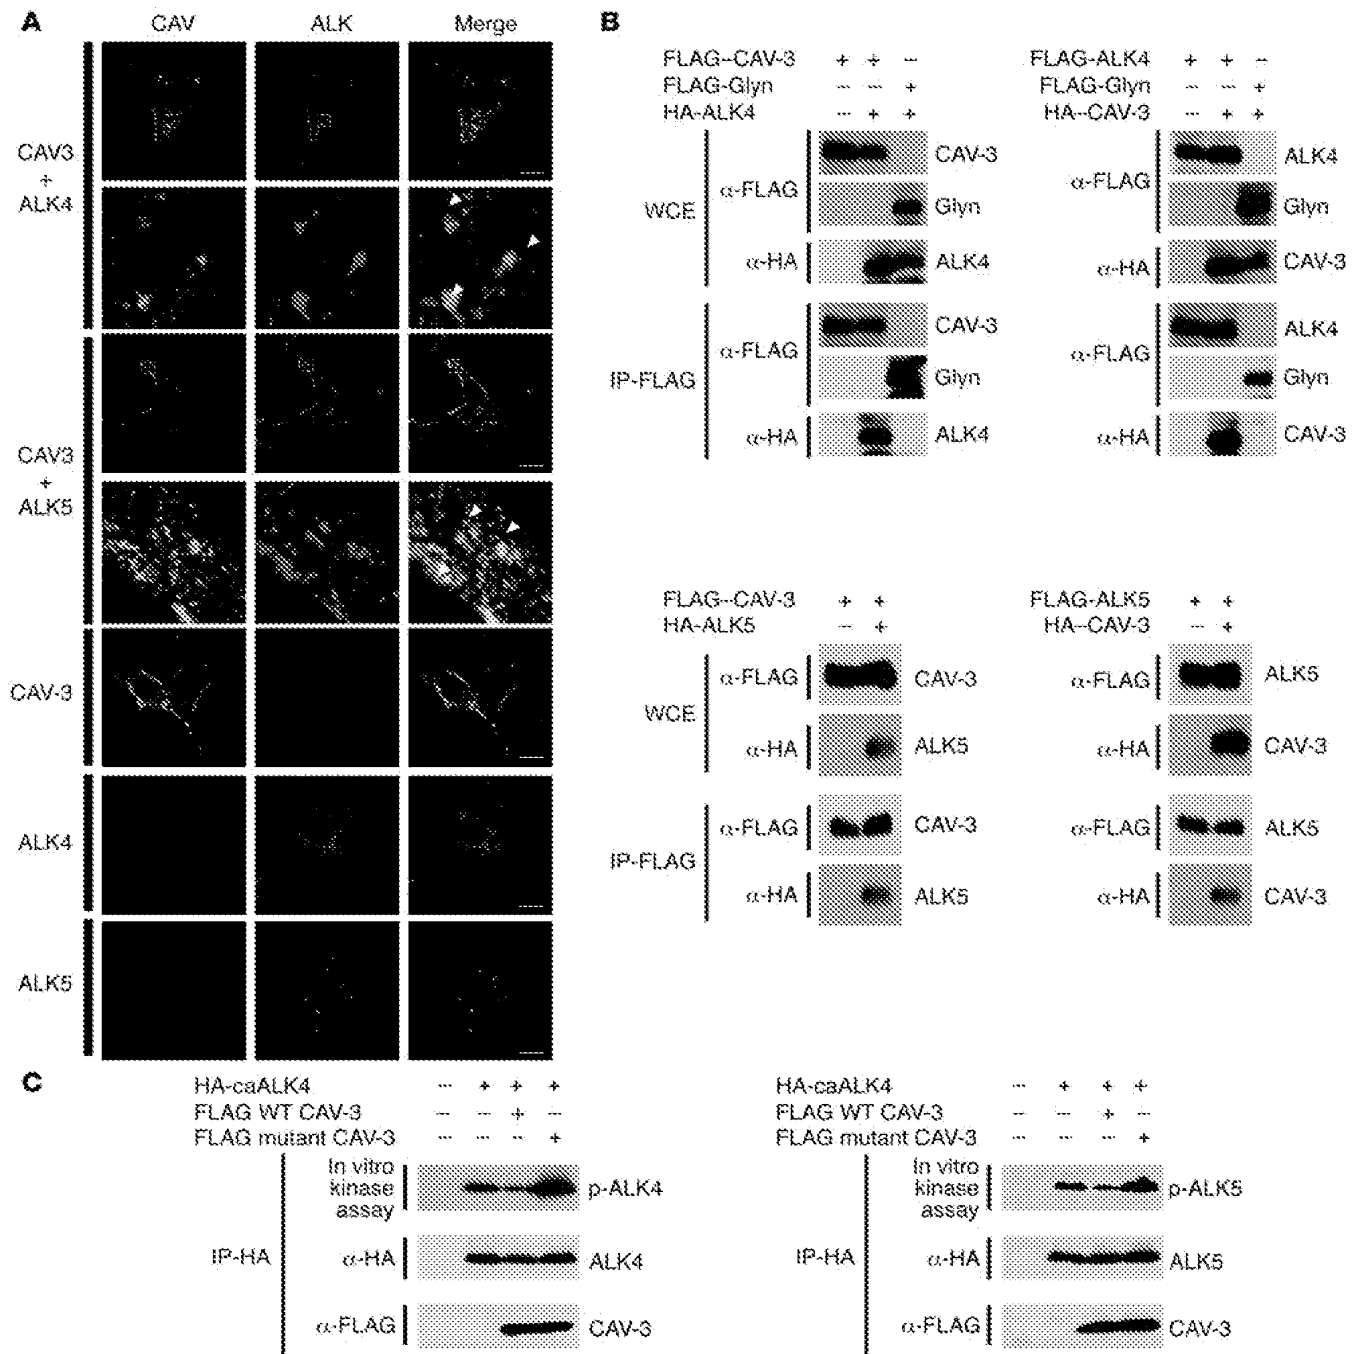 A
CAV ALK Merge
CAV3
+
ALK4
CAV3
+
ALK5
CAV-3
ALK4
ALK5
B
FLAG-CAV-3 + + -
FLAG-Glyn - - +
HA-ALK4 - + +
WCE
α-FLAG
CAV-3
Glyn
α-HA
ALK4
IP-FLAG
α-FLAG
CAV-3
Glyn
α-HA
ALK4
FLAG-ALK4 + + -
FLAG-Glyn - - +
HA-CAV-3 - + +
α-FLAG
ALK4
Glyn
α-HA
CAV-3
α-FLAG
ALK4
Glyn
α-HA
CAV-3
FLAG-CAV-3 + +
HA-ALK5 - +
WCE
α-FLAG
CAV-3
α-HA
ALK5
IP-FLAG
α-FLAG
CAV-3
α-HA
ALK5
FLAG-ALK5 + +
HA-CAV-3 - +
α-FLAG
ALK5
α-HA
CAV-3
α-FLAG
ALK5
α-HA
CAV-3
C
HA-caALK4 - + + +
FLAG WT CAV-3 - - + -
FLAG mutant CAV-3 - - - +
IP-HA
In vitro
kinase
assay
p-ALK4
α-HA
ALK4
α-FLAG
CAV-3
HA-caALK4 - + + +
FLAG WT CAV-3 - - + -
FLAG mutant CAV-3 - - - +
IP-HA
In vitro
kinase
assay
p-ALK5
α-HA
ALK5
α-FLAG
CAV-3